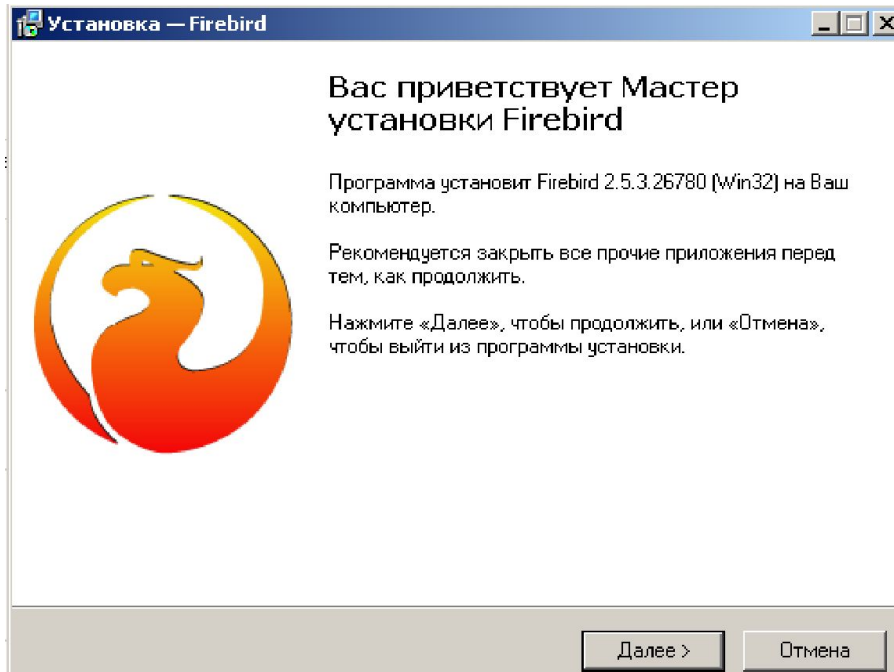 Установка — Firebird
Вас приветствует Мастер
установки Firebird
Программа установит Firebird 2.5.3.26780 (Win32) на Ваш
компьютер.
Рекомендуется закрыть все прочие приложения перед
тем, как продолжить.
Нажмите «Далее», чтобы продолжить, или «Отмена»,
чтобы выйти из программы установки.
Далее >
Отмена